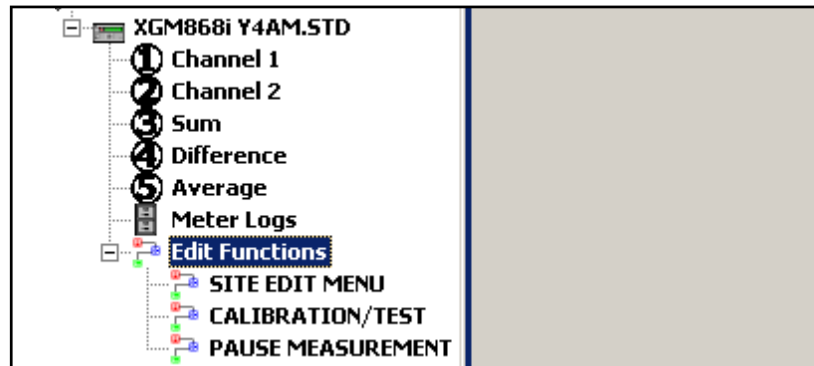 XGM868i Y4AM.STD
1 Channel 1
2 Channel 2
3 Sum
4 Difference
5 Average
Meter Logs
Edit Functions
SITE EDIT MENU
CALIBRATION/TEST
PAUSE MEASUREMENT